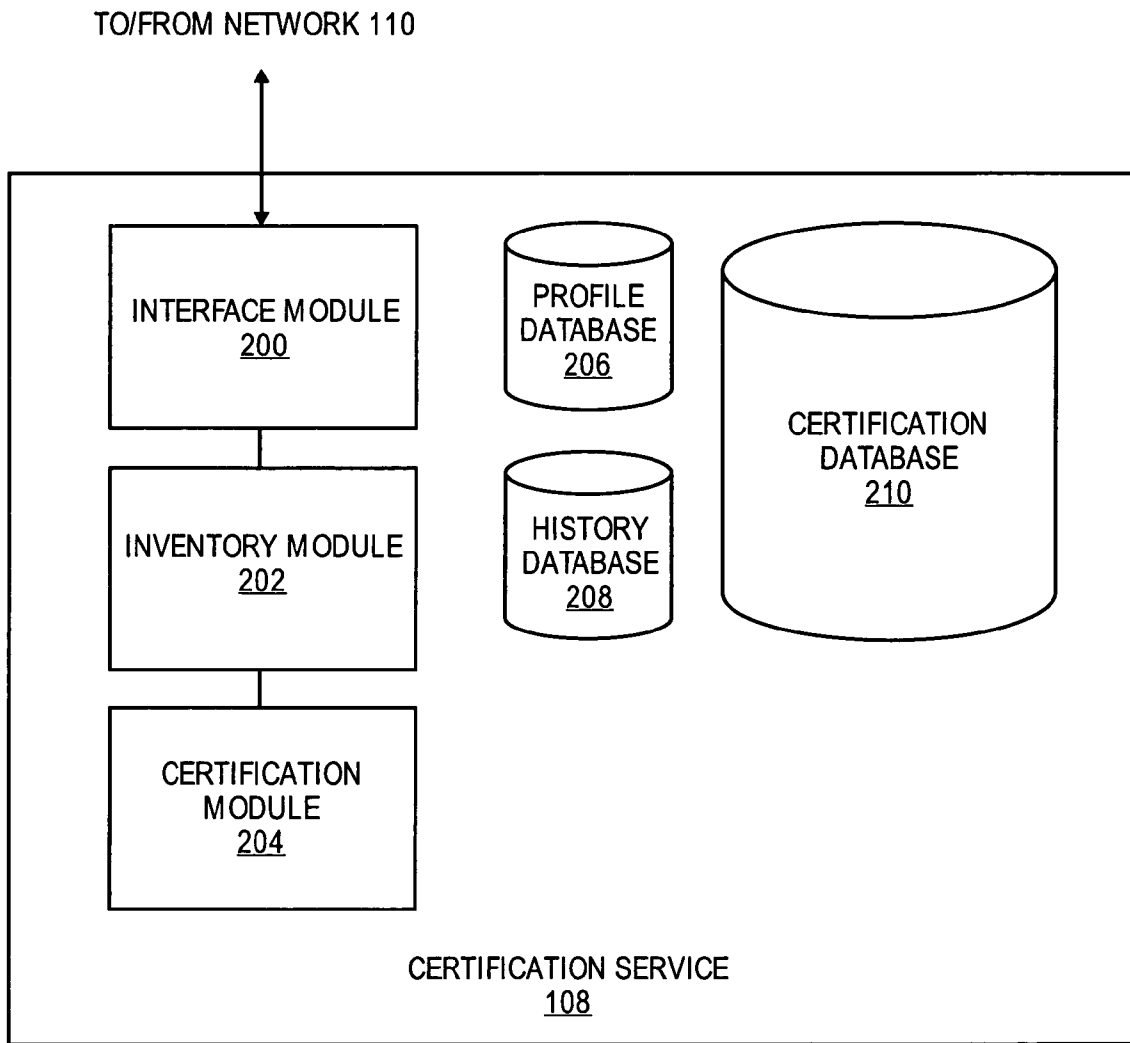 TO/FROM NETWORK 110
INTERFACE MODULE
200
INVENTORY MODULE
202
CERTIFICATION
MODULE
204
PROFILE
DATABASE
206
HISTORY
DATABASE
208
CERTIFICATION
DATABASE
210
CERTIFICATION SERVICE
108